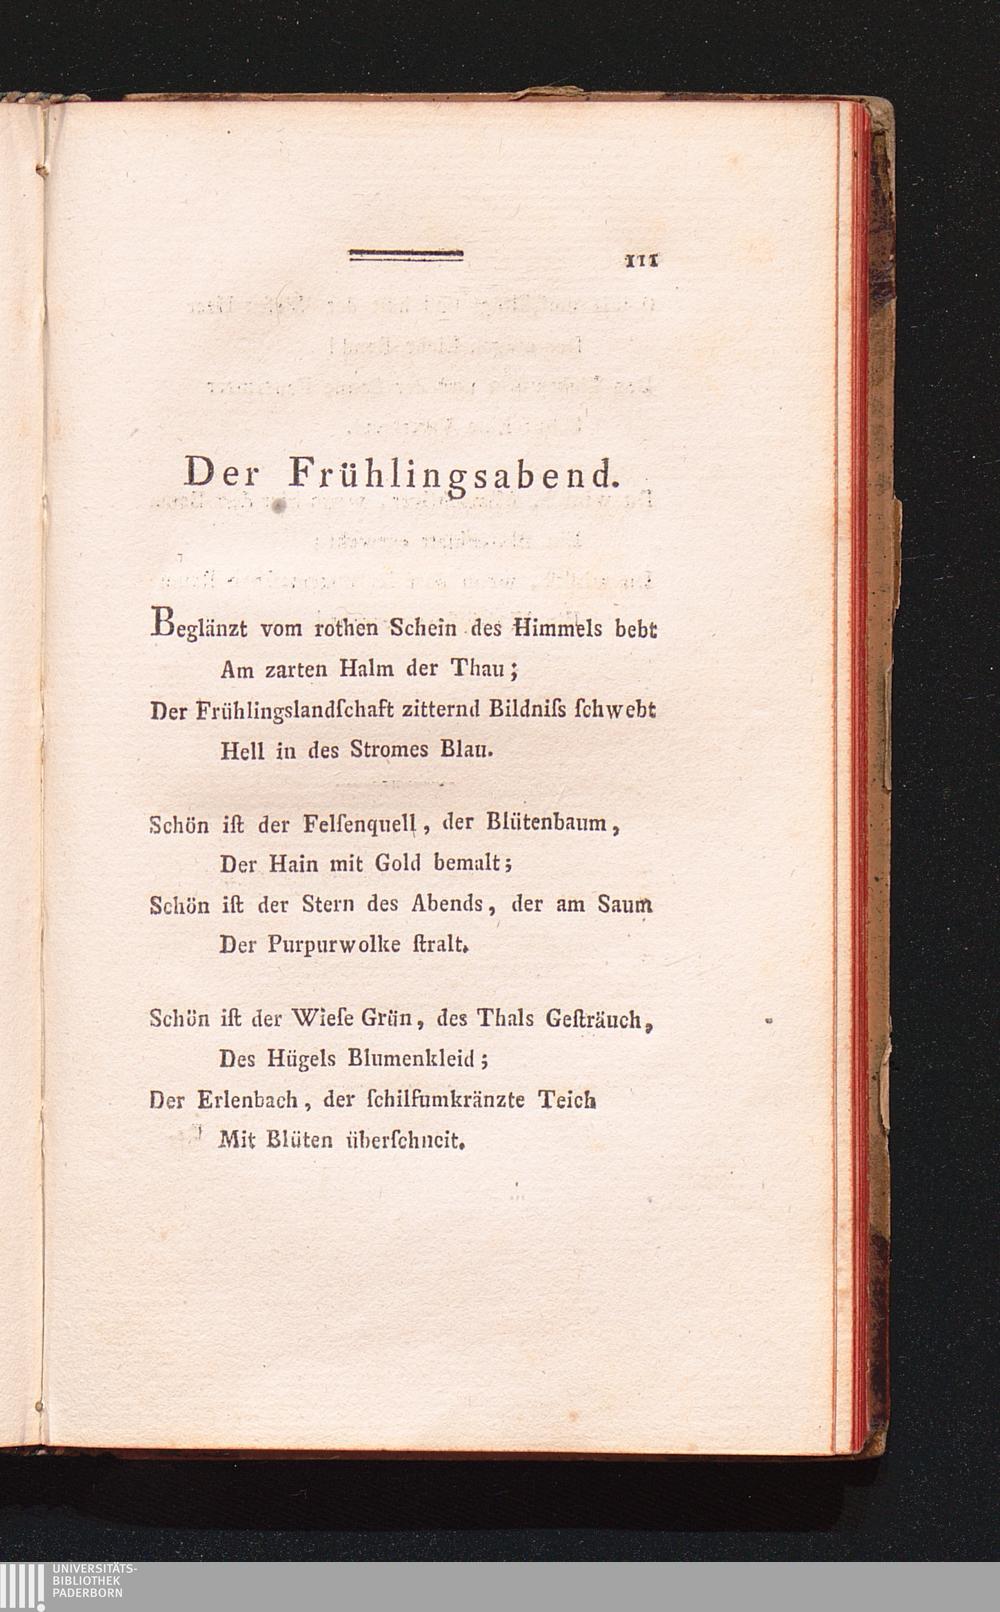 111
Der Frühlingsabend.
Beglänzt vom rothen Schein des Himmels bebt
Am zarten Halm der Thau;
Der Frühlingslandſchaft zitternd Bildniſs ſchwebt
Hell in des Stromes Blau.
Schön iſt der Felſenquell, der Blütenbaum,
Der Hain mit Gold bemalt;
Schön iſt der Stern des Abends, der am Saum
Der Purpurwolke ſtralt.
Schön iſt der Wieſe Grün, des Thals Geſträuch,
Des Hügels Blumenkleid;
Der Erlenbach, der ſchilfumkränzte Teich
Mit Blüten überſchneit.
UNIVERSITÄTS-
BIBLIOTHEK
PADERBORN